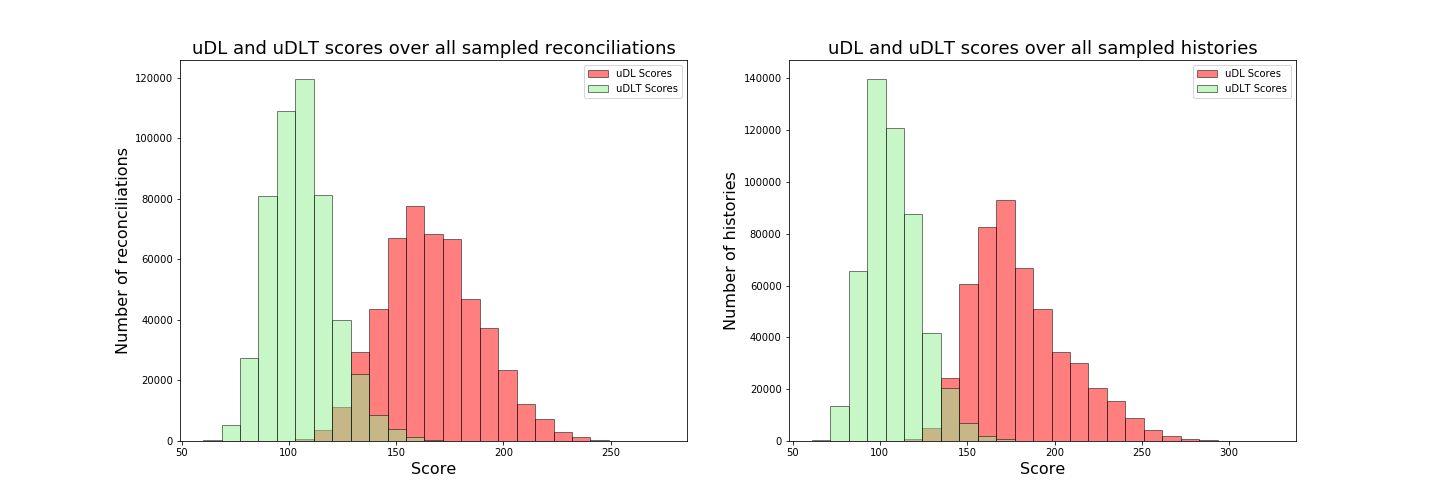 uDL and uDLT scores over all sampled reconciliations
uDL Scores
uDLT Scores
120000
100000
80000
60000
40000
20000
0
Number of reconciliations
50
100
150
200
250
Score
uDL and uDLT scores over all sampled histories
uDL Scores
uDLT Scores
140000
120000
100000
80000
60000
40000
20000
0
Number of histories
50
100
150
200
250
300
Score